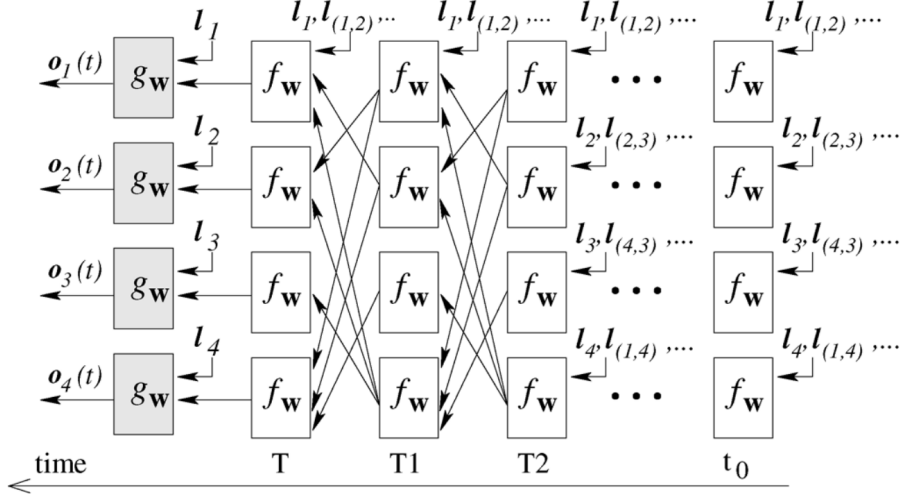 l1 l1,l(1,2),.. l1,l(1,2),... l1,l(1,2),... l1,l(1,2),...
o1(t) gw fw fw fw • • • fw
l2 l2,l(2,3),... l2,l(2,3),...
o2(t) gw fw fw fw • • • fw
l3 l3,l(4,3),... l3,l(4,3),...
o3(t) gw fw fw fw • • • fw
l4 l4,l(1,4),... l4,l(1,4),...
o4(t) gw fw fw fw • • • fw
time T T1 T2 t0